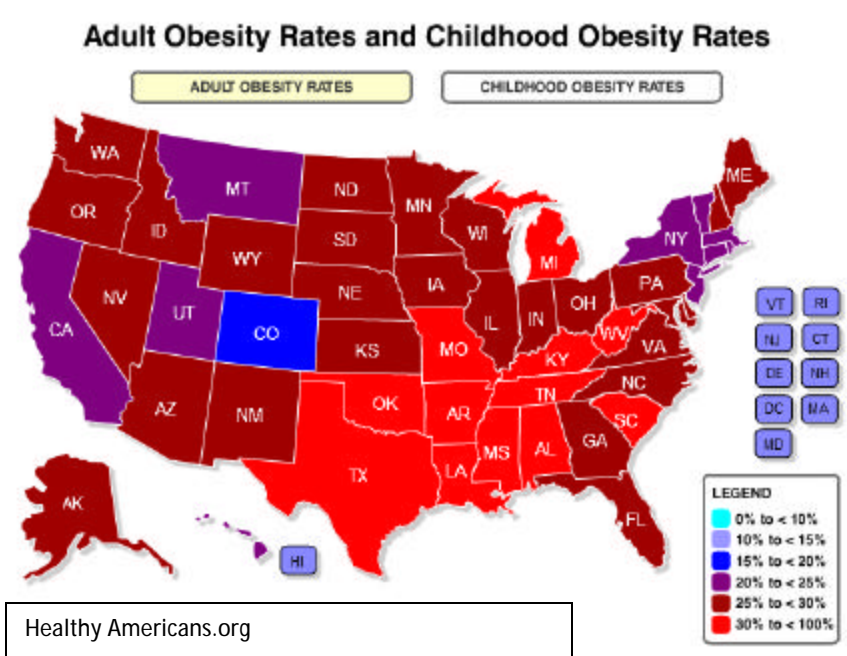 Adult Obesity Rates and Childhood Obesity Rates
ADULT OBESITY RATES CHILDHOOD OBESITY RATES
WA
MT
ND
MN
ME
OR
ID
SD
WI
NY
WY
MI
NV
NE
IA
PA
UT
IL
IN
OH
VT RI
CA
CO
WV
NJ CT
KS
MO
KY
VA
DE NH
AZ
NM
OK
AR
TN
NC
DC MA
SC
MS
AL
GA
MD
TX
LA
AK
FL
HI
LEGEND
0% to < 10%
10% to < 15%
15% to < 20%
20% to < 25%
25% to < 30%
30% to < 100%
Healthy Americans.org